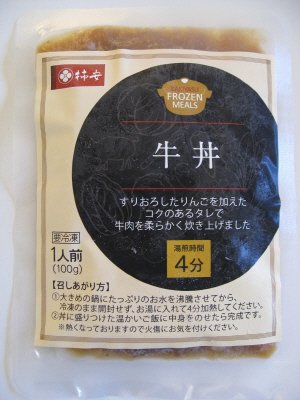 柿安
FROZEN
MEALS
牛丼
すりおろしたりんごを加えた
コクのあるタレで
牛肉を柔らかく炊き上げました
湯煎時間
4分
要冷凍
1人前
(100g)
【召しあがり方】
①大きめの鍋にたっぷりのお水を沸騰させてから、
冷凍のまま開封せず、お湯に入れて4分加熱してください。
②丼に盛りつけた温かいご飯に中身をのせたら完成です。
※熱くなっておりますので火傷にお気を付けください。